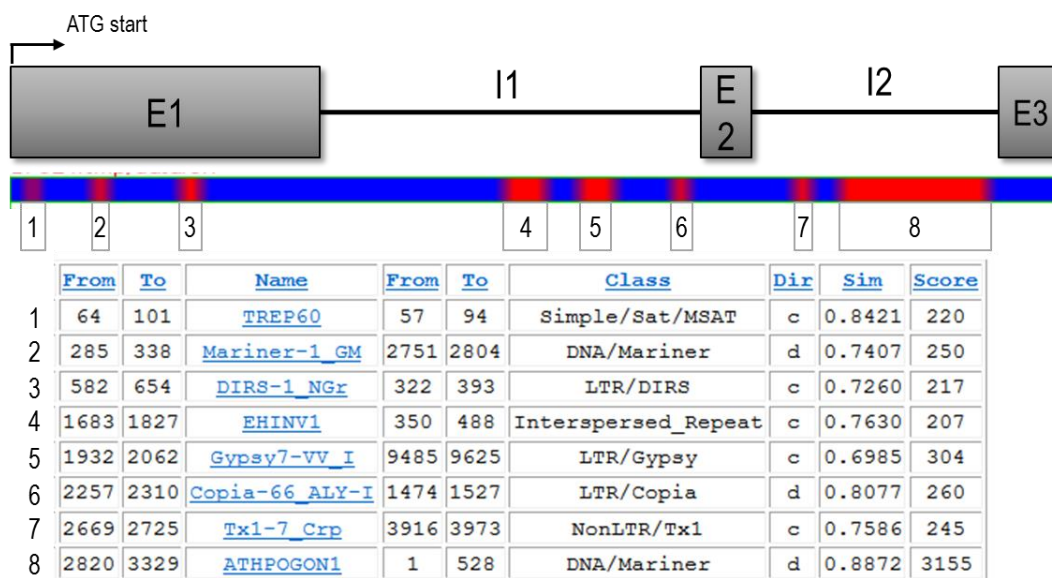 ATG start
E1
I1
E
2
I2
E3
1 2 3 4 5 6 7 8
From To Name From To Class Dir Sim Score
1 64 101 TREP60 57 94 Simple/Sat/MSAT c 0.8421 220
2 285 338 Mariner-1_GM 2751 2804 DNA/Mariner d 0.7407 250
3 582 654 DIRS-1_NGr 322 393 LTR/DIRS c 0.7260 217
4 1683 1827 EHINV1 350 488 Interspersed_Repeat c 0.7630 207
5 1932 2062 Gypsy7-VV_I 9485 9625 LTR/Gypsy c 0.6985 304
6 2257 2310 Copia-66_ALY-I 1474 1527 LTR/Copia d 0.8077 260
7 2669 2725 Tx1-7_Crp 3916 3973 NonLTR/Tx1 c 0.7586 245
8 2820 3329 ATHPOGON1 1 528 DNA/Mariner d 0.8872 3155